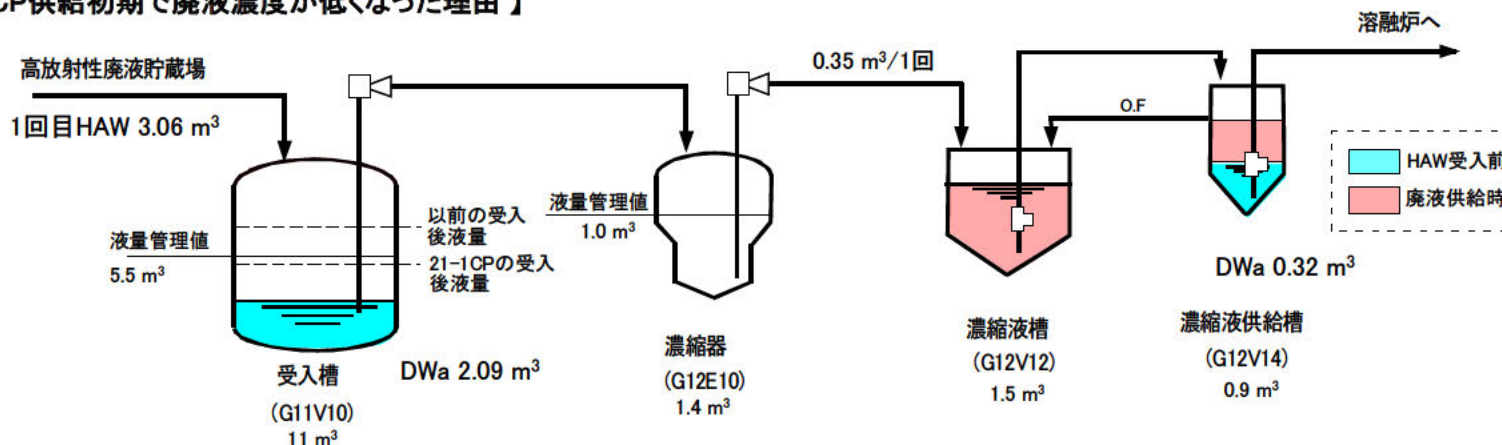 CP供給初期で廃液濃度が低くなった理由 】
溶融炉へ
高放射性廃液貯蔵場
0.35 m³/1回
1回目HAW 3.06 m³
O.F
HAW受入前
廃液供給時
液量管理値
5.5 m³
以前の受入
後液量
21-1CPの受入
後液量
液量管理値
1.0 m³
DWa 0.32 m³
DWa 2.09 m³
受入槽
(G11V10)
11 m³
濃縮器
(G12E10)
1.4 m³
濃縮液槽
(G12V12)
1.5 m³
濃縮液供給槽
(G12V14)
0.9 m³